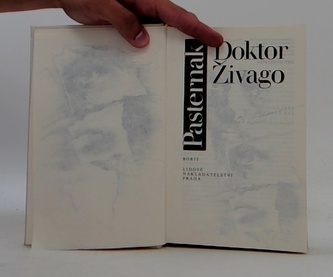 Pasternak
Doktor
Živago
BORIS
LIDOVÉ
NAKLADATELSTVÍ
PRAHA